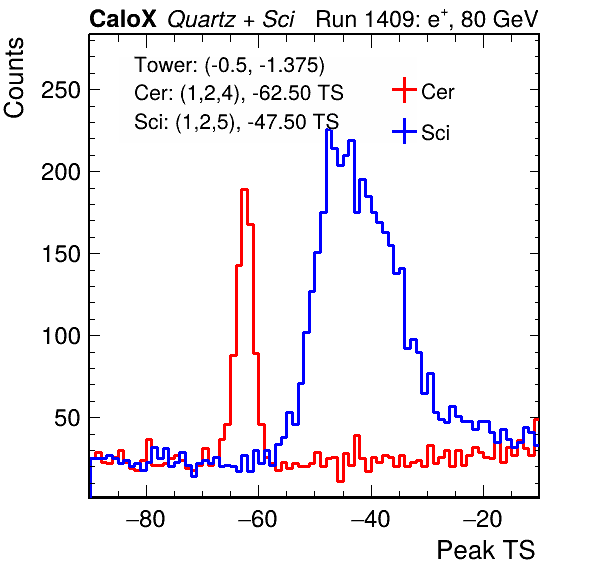 CaloX Quartz + Sci Run 1409: e⁺, 80 GeV
Tower: (-0.5, -1.375)
Cer: (1,2,4), -62.50 TS
Sci: (1,2,5), -47.50 TS
Cer
Sci
Counts
250
200
150
100
50
−80 −60 −40 −20
Peak TS